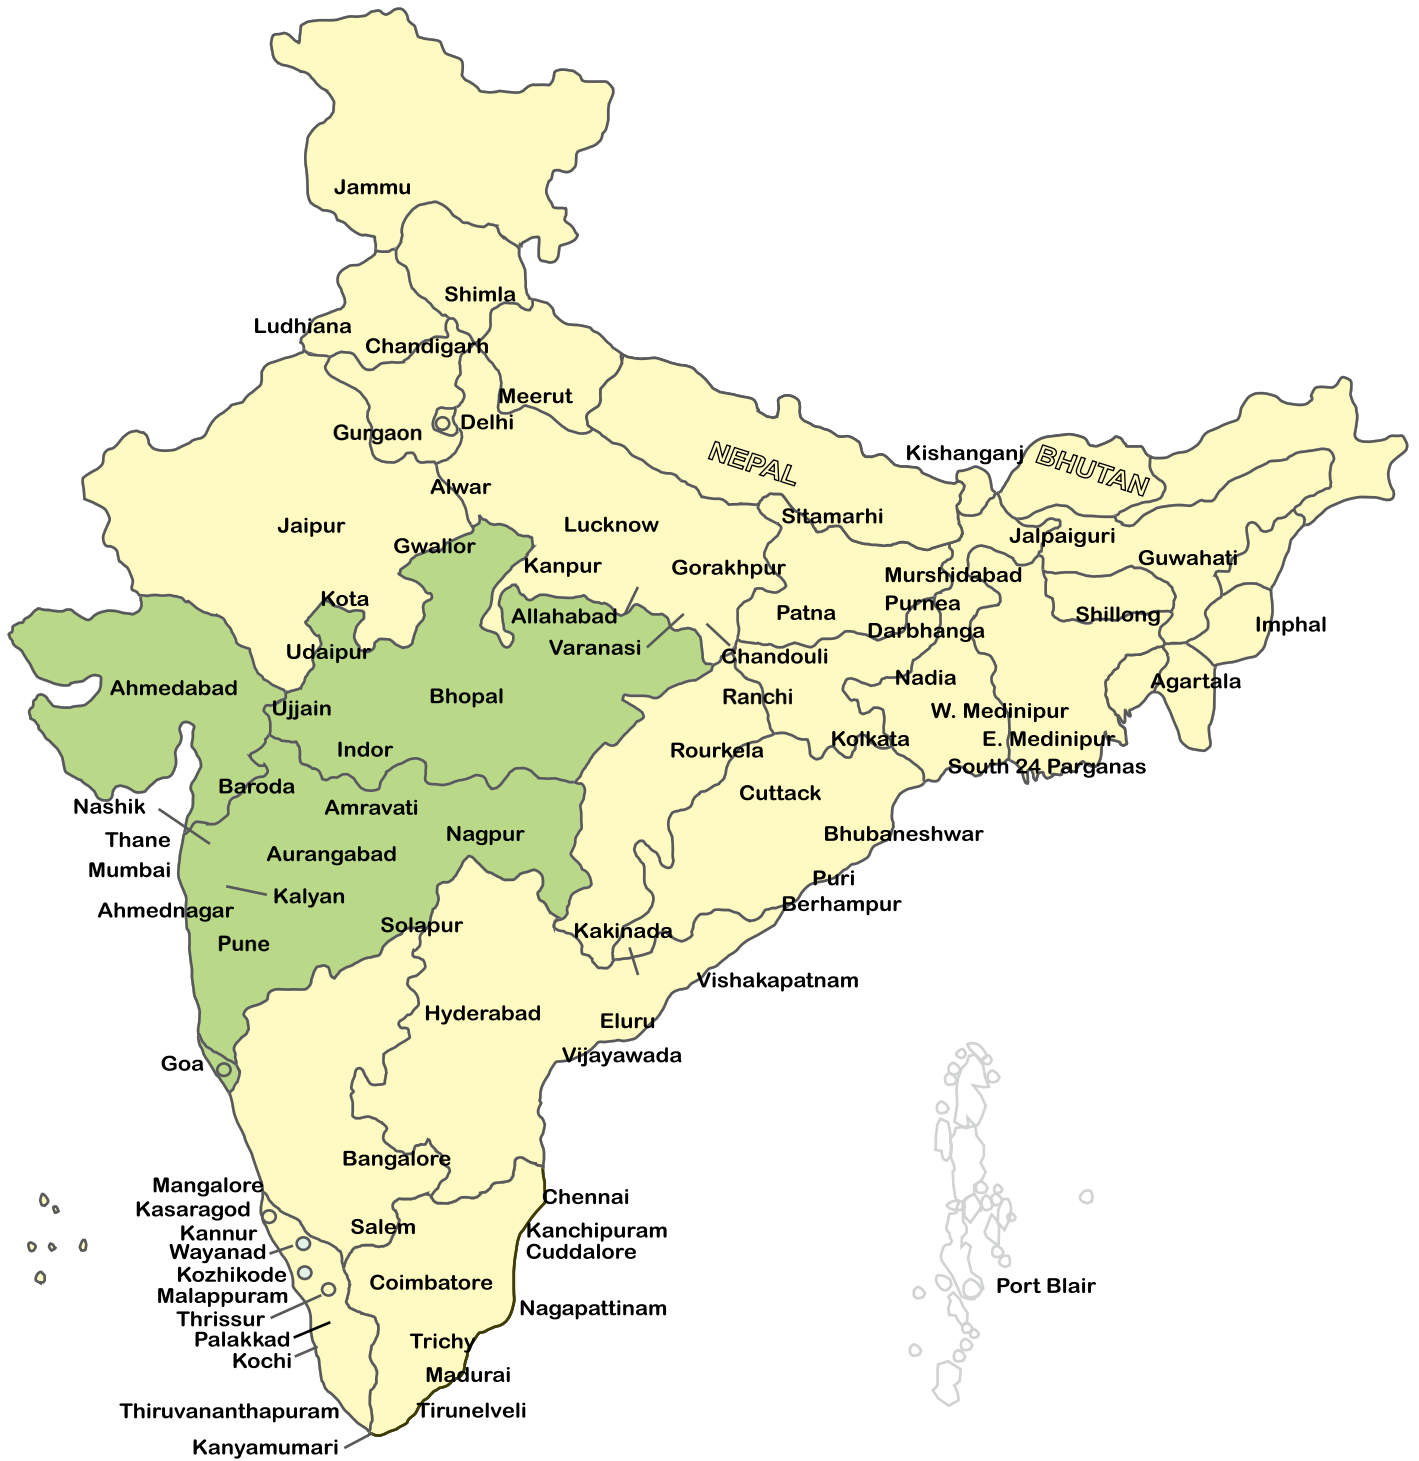 Jammu
Shimla
Ludhiana
Chandigarh
Meerut
Delhi
Gurgaon
Kishanganj
NEPAL
BHUTAN
Alwar
Sitamarhi
Jaipur
Lucknow
Jalpaiguri
Gwalior
Guwahati
Kanpur
Gorakhpur
Murshidabad
Kota
Purnea
Allahabad
Patna
Shillong
Imphal
Darbhanga
Udaipur
Varanasi
Chandouli
Nadia
Agartala
Ahmedabad
Bhopal
Ranchi
Ujjain
W. Medinipur
Indor
Rourkela
Kolkata
E. Medinipur
South 24 Parganas
Baroda
Cuttack
Nashik
Amravati
Nagpur
Bhubaneshwar
Thane
Aurangabad
Mumbai
Puri
Kalyan
Berhampur
Ahmednagar
Solapur
Kakinada
Pune
Vishakapatnam
Hyderabad
Eluru
Vijayawada
Goa
Bangalore
Mangalore
Chennai
Kasaragod
Salem
Kanchipuram
Kannur
Wayanad
Cuddalore
Kozhikode
Coimbatore
Port Blair
Malappuram
Nagapattinam
Thrissur
Palakkad
Trichy
Kochi
Madurai
Thiruvananthapuram
Tirunelveli
Kanyamumari